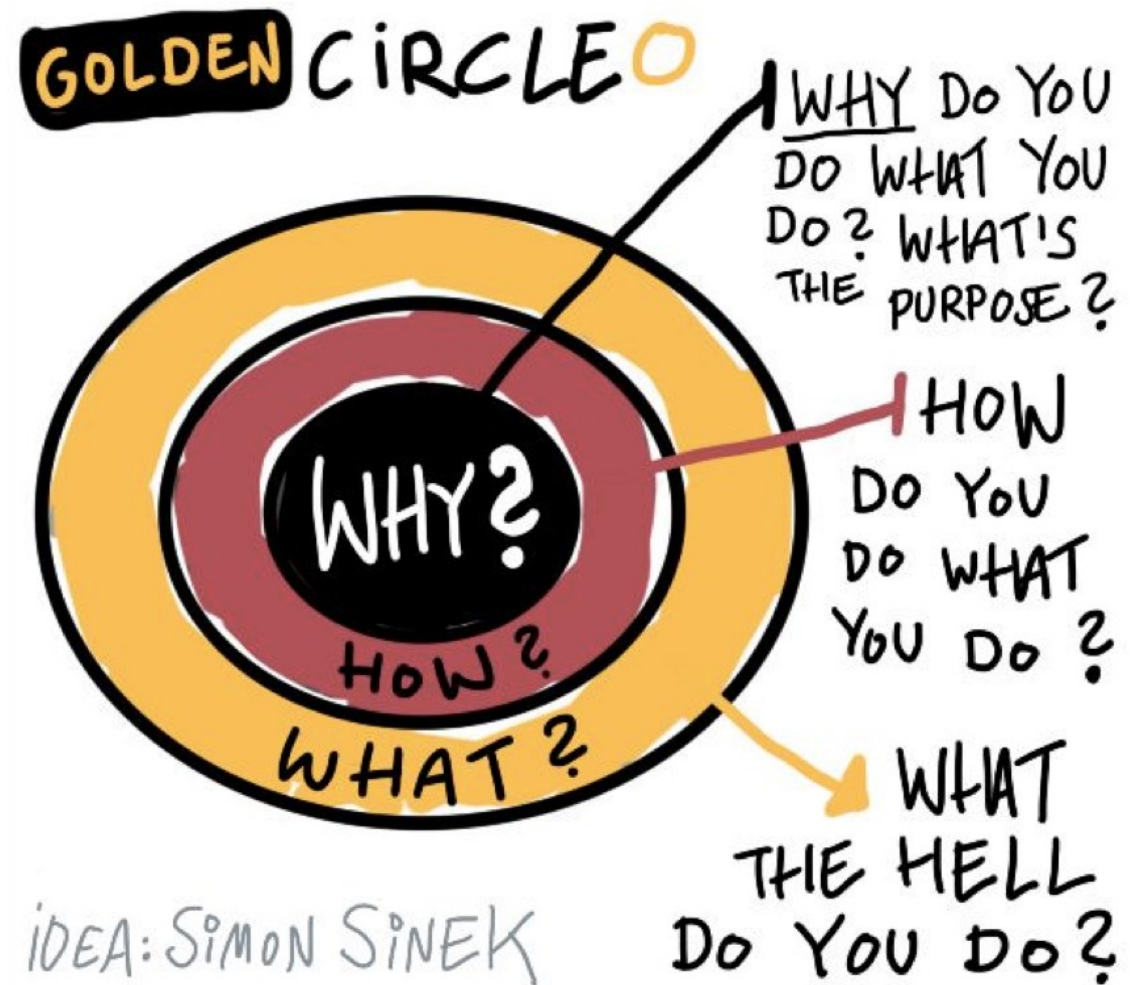 GOLDEN CiRCLE
WHY Do YOU
DO WHAT YOU
Do? WHAT'S
THE PURPOSE?
HOW
Do YoU
Do WHAT
YoU Do?
WHAT
THE HELL
Do YoU Do?
WHY?
HoW?
WHAT?
iDEA: SiMoN SiNEK